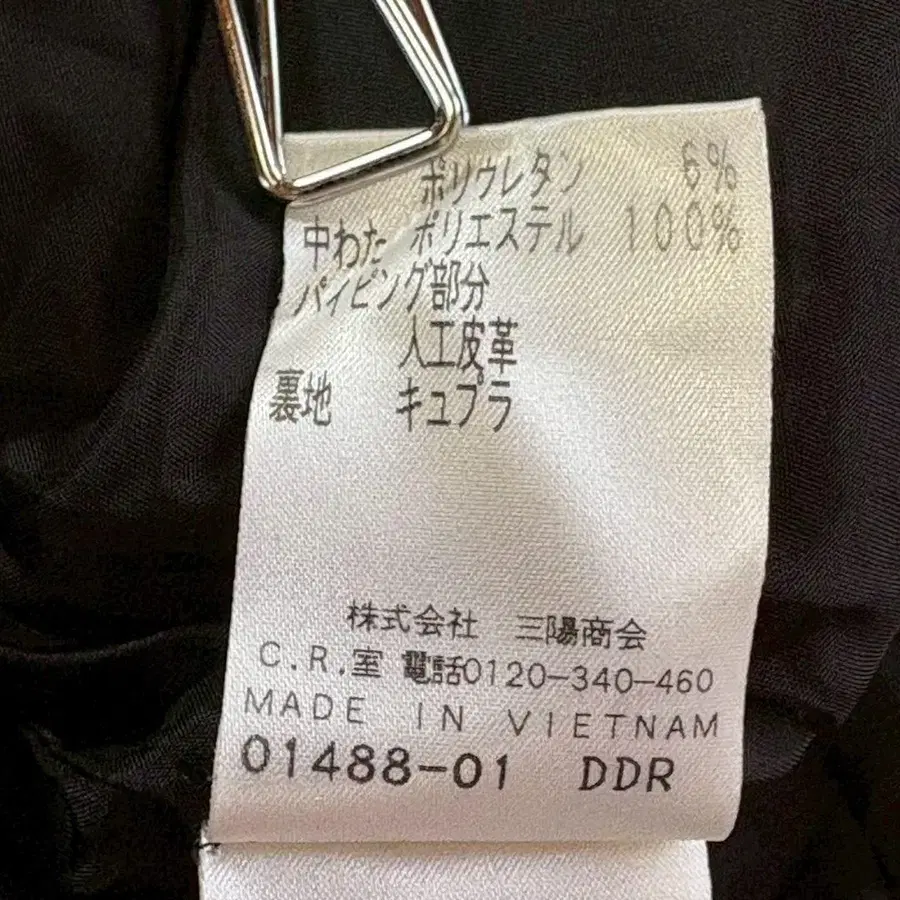 ポリウレタン 6%
中わた ポリエステル 100%
パイピング部分
人工皮革
裏地 キュプラ
株式会社 三陽商会
C.R.室 電話0120-340-460
MADE IN VIETNAM
01488-01 DDR